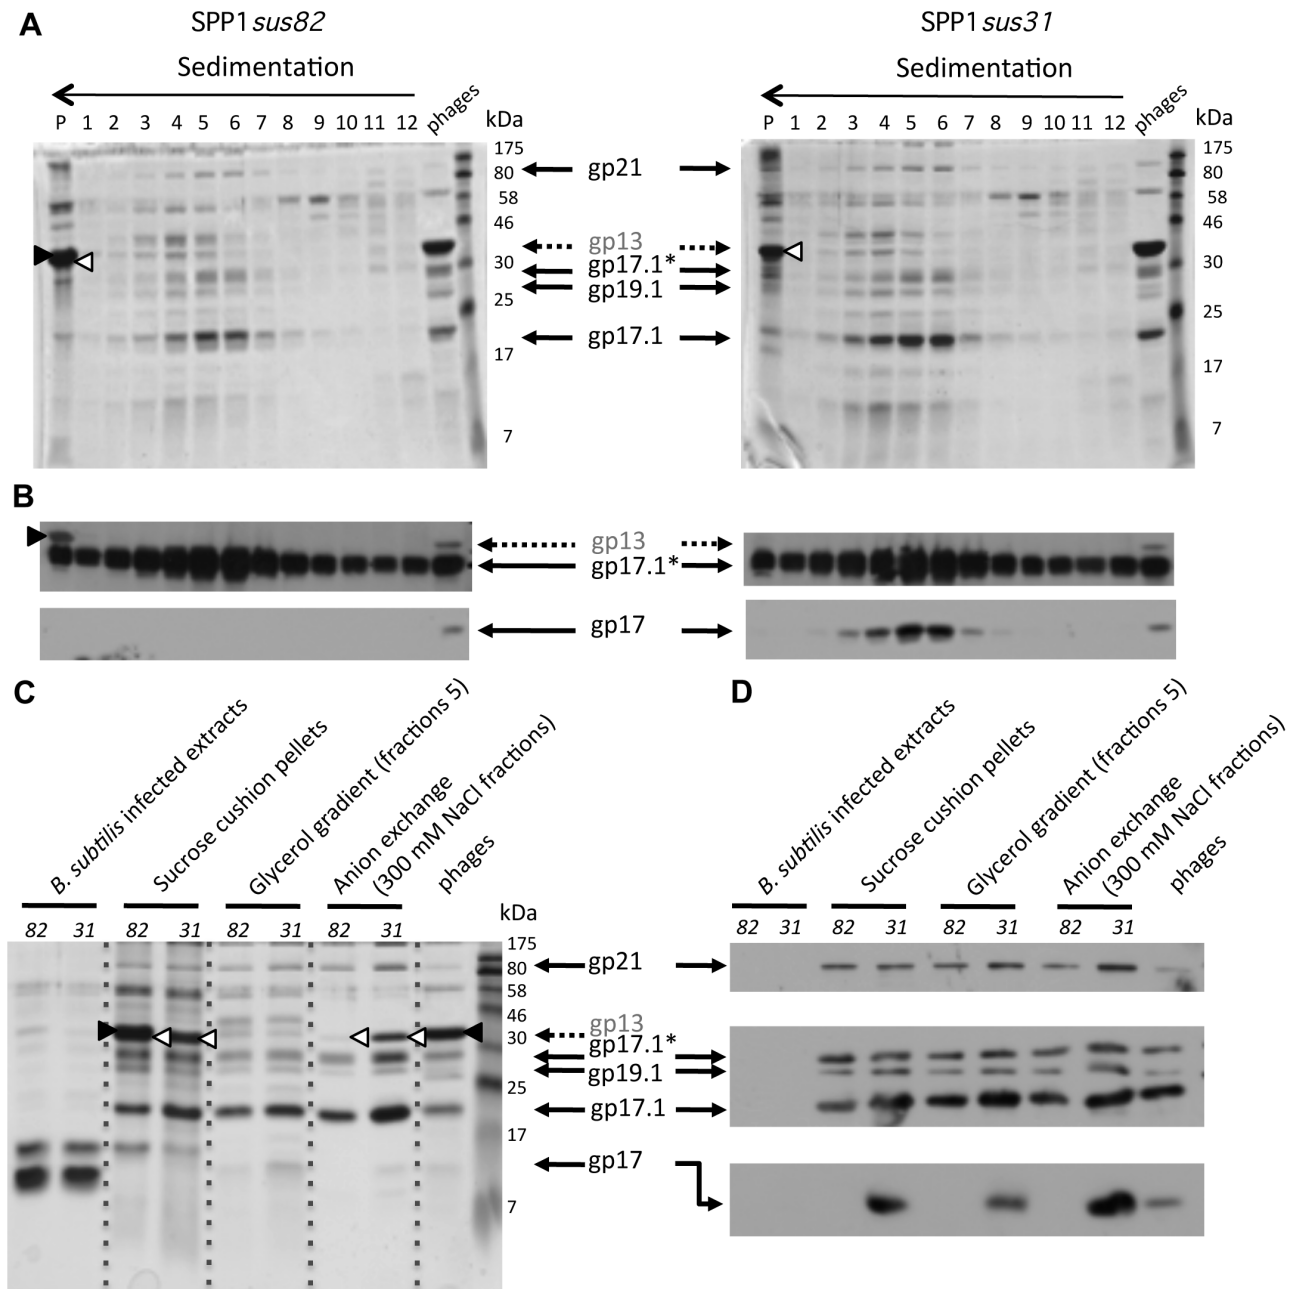 A
SPP1 sus82
SPP1 sus31
Sedimentation
Sedimentation
P 1 2 3 4 5 6 7 8 9 10 11 12 phages kDa
P 1 2 3 4 5 6 7 8 9 10 11 12 phages kDa
175
80
58
46
30
25
17
7
gp21
gp13
gp17.1*
gp19.1
gp17.1
175
80
58
46
30
25
17
7
B
gp13
gp17.1*
gp17
C
B. subtilis infected extracts
Sucrose cushion pellets
Glycerol gradient (fractions 5)
Anion exchange
(300 mM NaCl fractions)
phages
82 31 82 31 82 31 82 31
kDa
175
80
58
46
30
25
17
7
gp21
gp13
gp17.1*
gp19.1
gp17.1
gp17
D
B. subtilis infected extracts
Sucrose cushion pellets
Glycerol gradient (fractions 5)
Anion exchange
(300 mM NaCl fractions)
phages
82 31 82 31 82 31 82 31